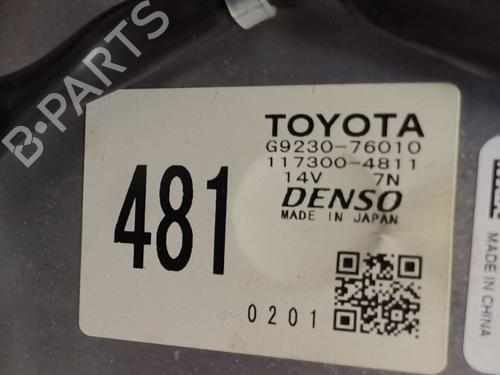 B-PARTS
TOYOTA
G9230-76010
117300-4811
14V 7N
DENSO
MADE IN JAPAN
481
0201
MADE IN CHINA